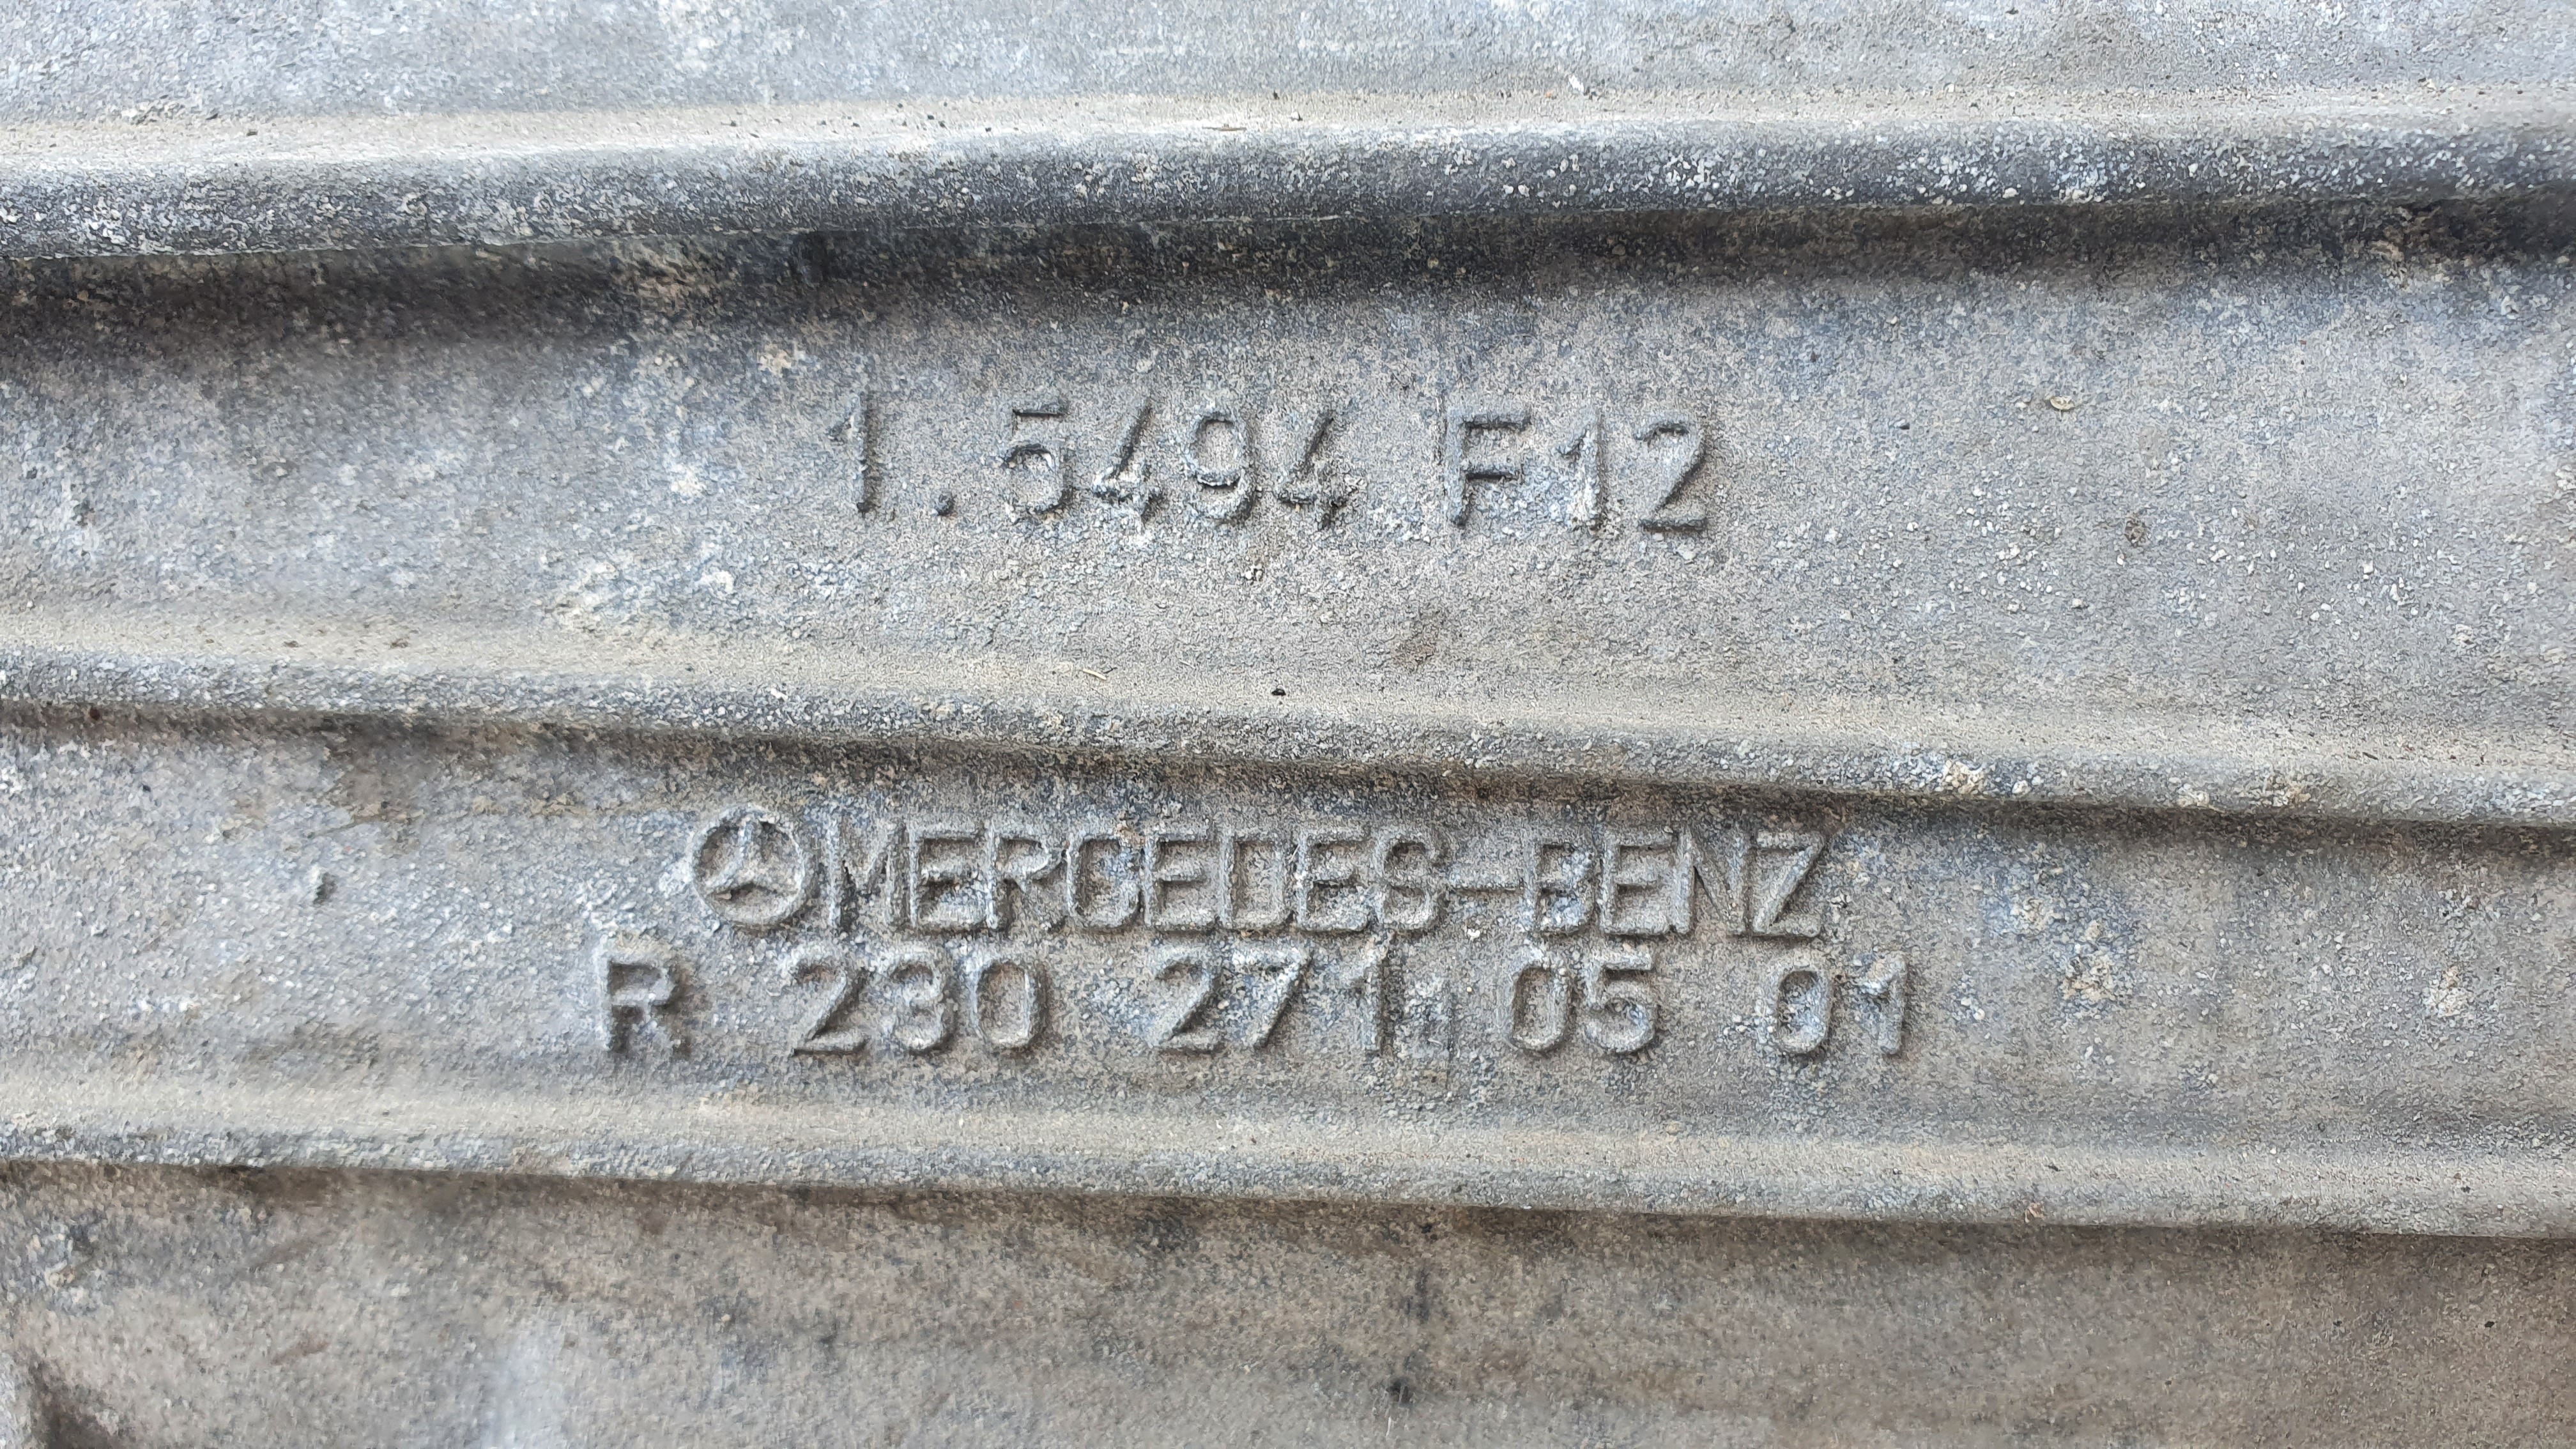 1.5494 F12
MERCEDES-BENZ
R 230 271 05 01